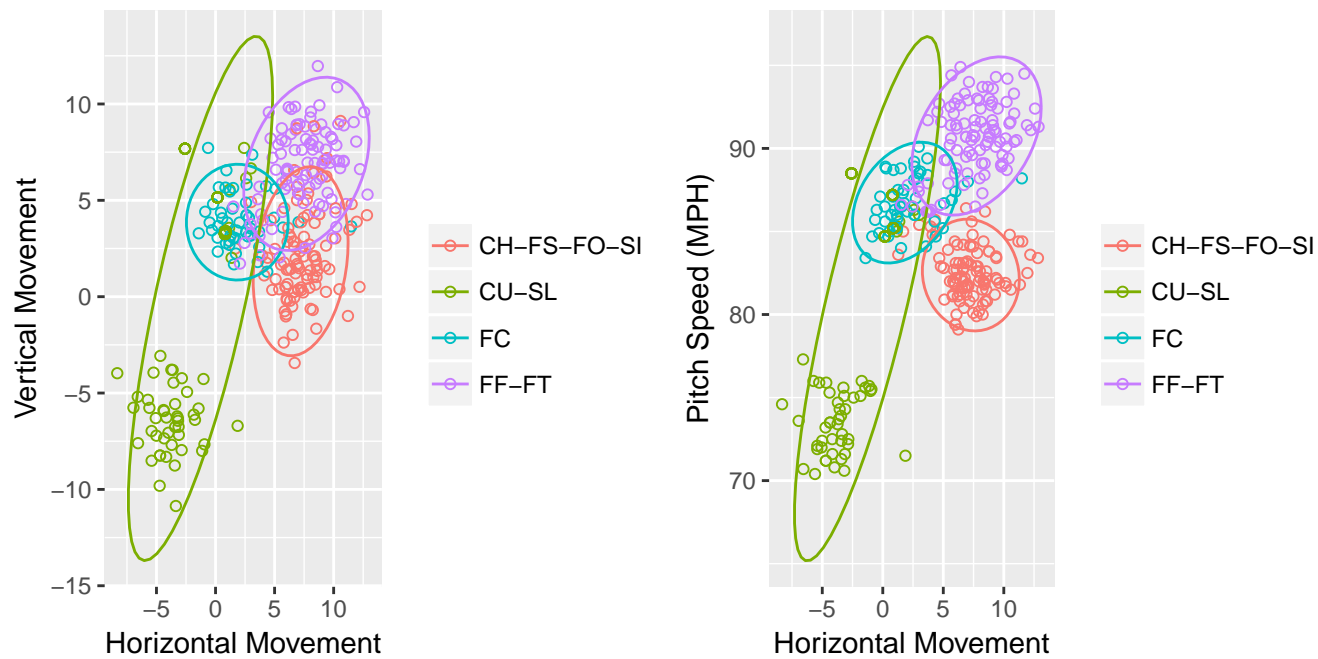 Vertical Movement
10
5
0
−5
−10
−15
−5 0 5 10
Horizontal Movement
CH−FS−FO−SI
CU−SL
FC
FF−FT
Pitch Speed (MPH)
90
80
70
−5 0 5 10
Horizontal Movement
CH−FS−FO−SI
CU−SL
FC
FF−FT